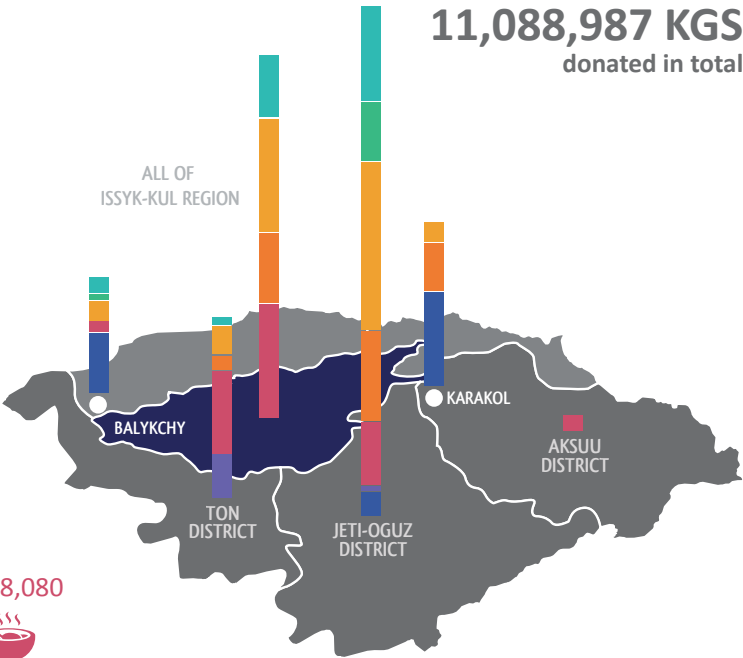 11,088,987 KGS
donated in total
ALL OF
ISSYK-KUL REGION
KARAKOL
BALYKCHY
AKSUU
DISTRICT
TON
DISTRICT
JETI-OGUZ
DISTRICT
8,080